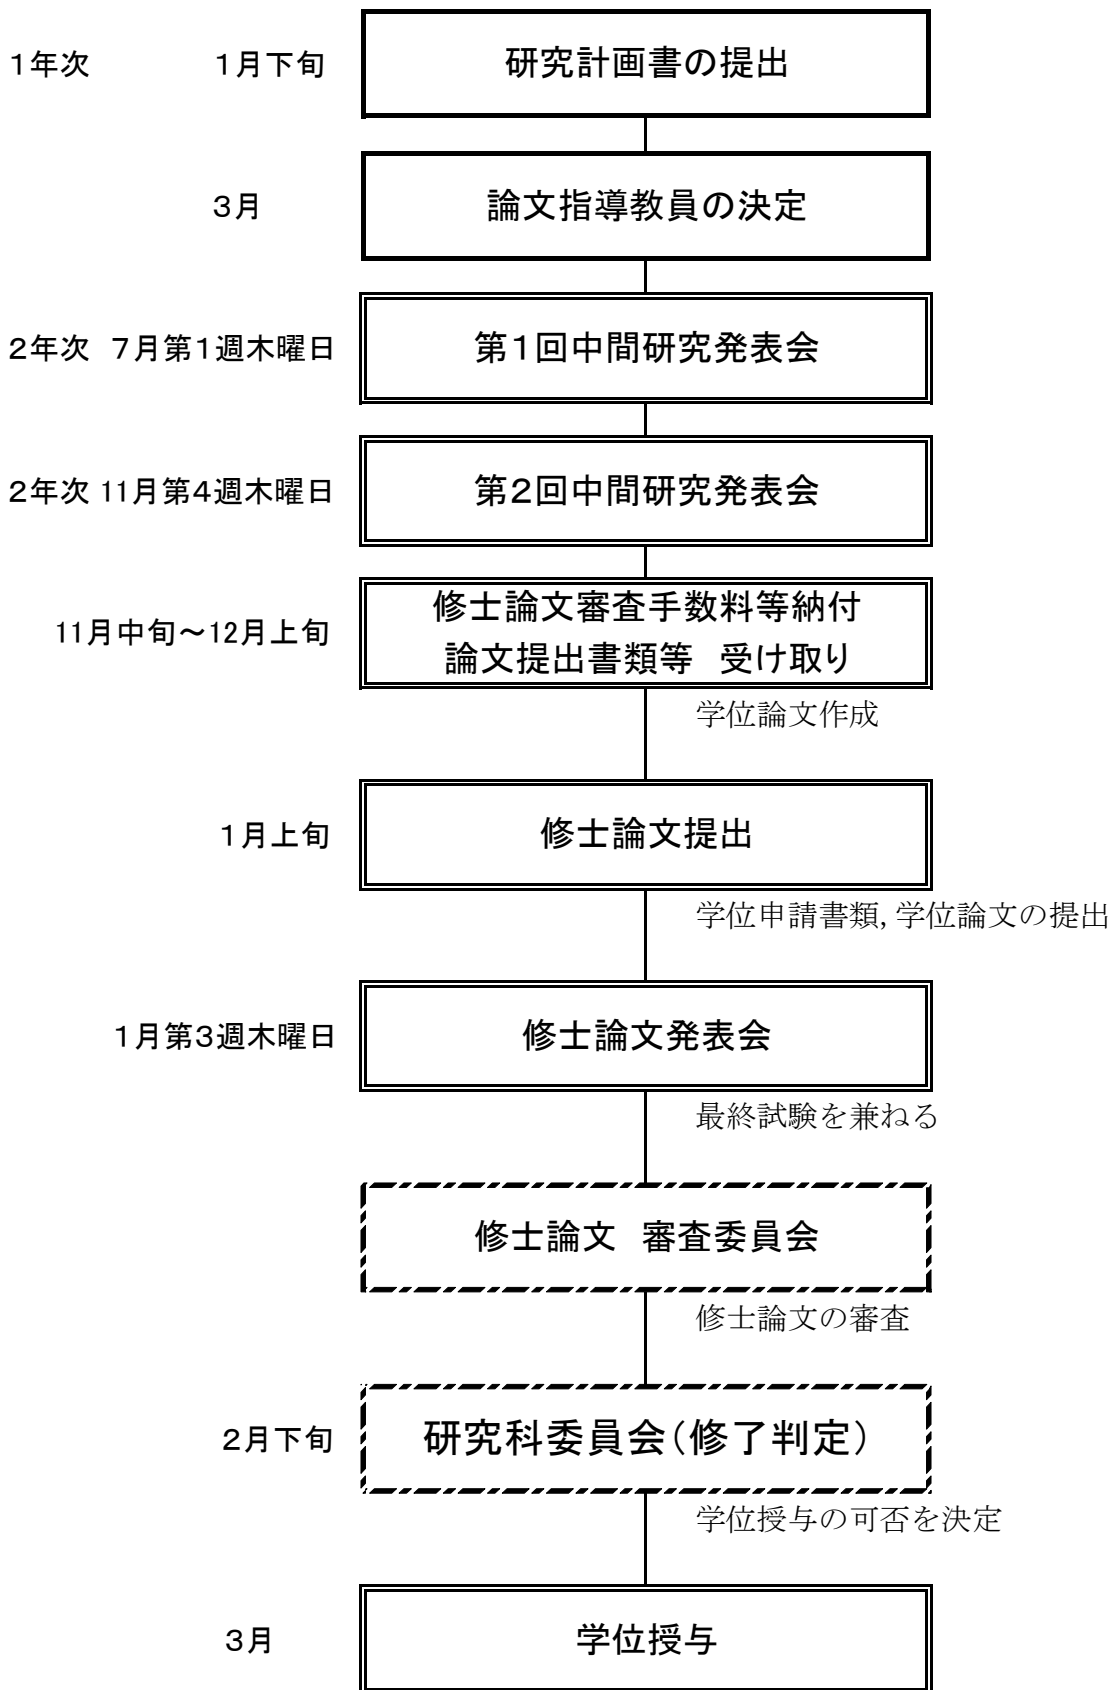 1年次 1月下旬 研究計画書の提出
3月 論文指導教員の決定
2年次 7月第1週木曜日 第1回中間研究発表会
2年次 11月第4週木曜日 第2回中間研究発表会
11月中旬～12月上旬
修士論文審査手数料等納付
論文提出書類等 受け取り
学位論文作成
1月上旬 修士論文提出
学位申請書類,学位論文の提出
1月第3週木曜日 修士論文発表会
最終試験を兼ねる
修士論文 審査委員会
修士論文の審査
2月下旬 研究科委員会(修了判定)
学位授与の可否を決定
3月 学位授与